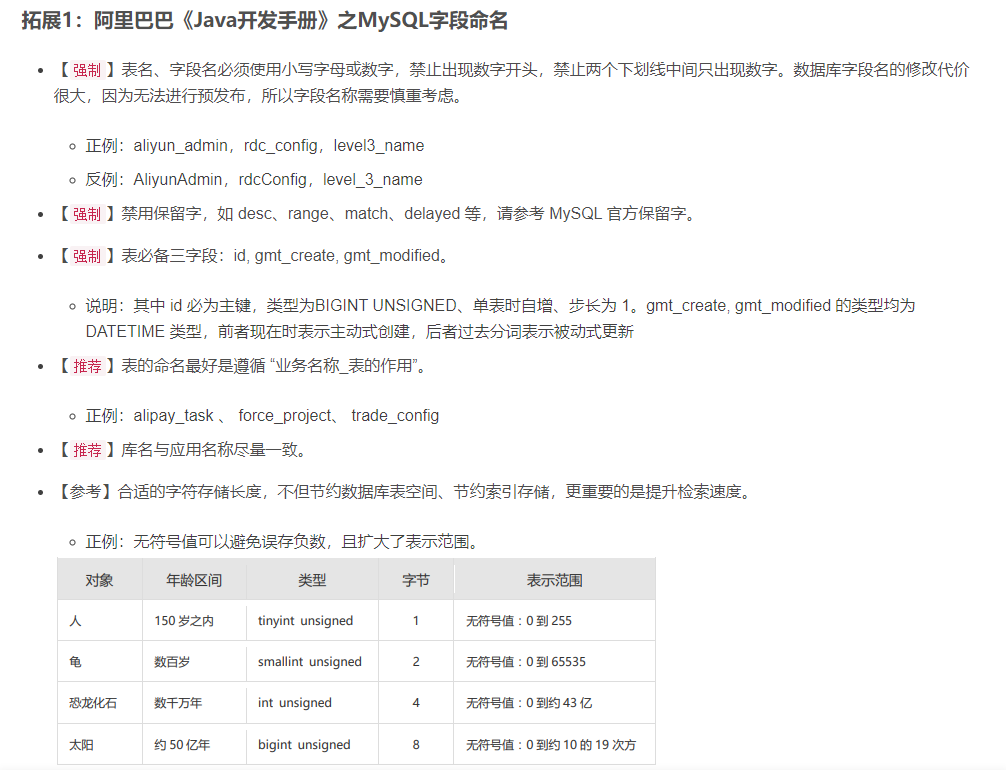 拓展1：阿里巴巴《Java开发手册》之MySQL字段命名
【 强制 】表名、字段名必须使用小写字母或数字，禁止出现数字开头，禁止两个下划线中间只出现数字。数据库字段名的修改代价
很大，因为无法进行预发布，所以字段名称需要慎重考虑。
正例：aliyun_admin，rdc_config，level3_name
反例：AliyunAdmin，rdcConfig，level_3_name
【 强制 】禁用保留字，如 desc、range、match、delayed 等，请参考 MySQL 官方保留字。
【 强制 】表必备三字段：id, gmt_create, gmt_modified。
说明：其中 id 必为主键，类型为BIGINT UNSIGNED、单表时自增、步长为 1。gmt_create, gmt_modified 的类型均为
DATETIME 类型，前者现在时表示主动式创建，后者过去分词表示被动式更新
【 推荐 】表的命名最好是遵循 “业务名称_表的作用”。
正例：alipay_task 、 force_project、 trade_config
【 推荐 】库名与应用名称尽量一致。
【参考】合适的字符存储长度，不但节约数据库表空间、节约索引存储，更重要的是提升检索速度。
正例：无符号值可以避免误存负数，且扩大了表示范围。
对象 年龄区间 类型 字节 表示范围
人 150 岁之内 tinyint unsigned 1 无符号值：0 到 255
龟 数百岁 smallint unsigned 2 无符号值：0 到 65535
恐龙化石 数千万年 int unsigned 4 无符号值：0 到约 43 亿
太阳 约 50 亿年 bigint unsigned 8 无符号值：0 到约 10 的 19 次方